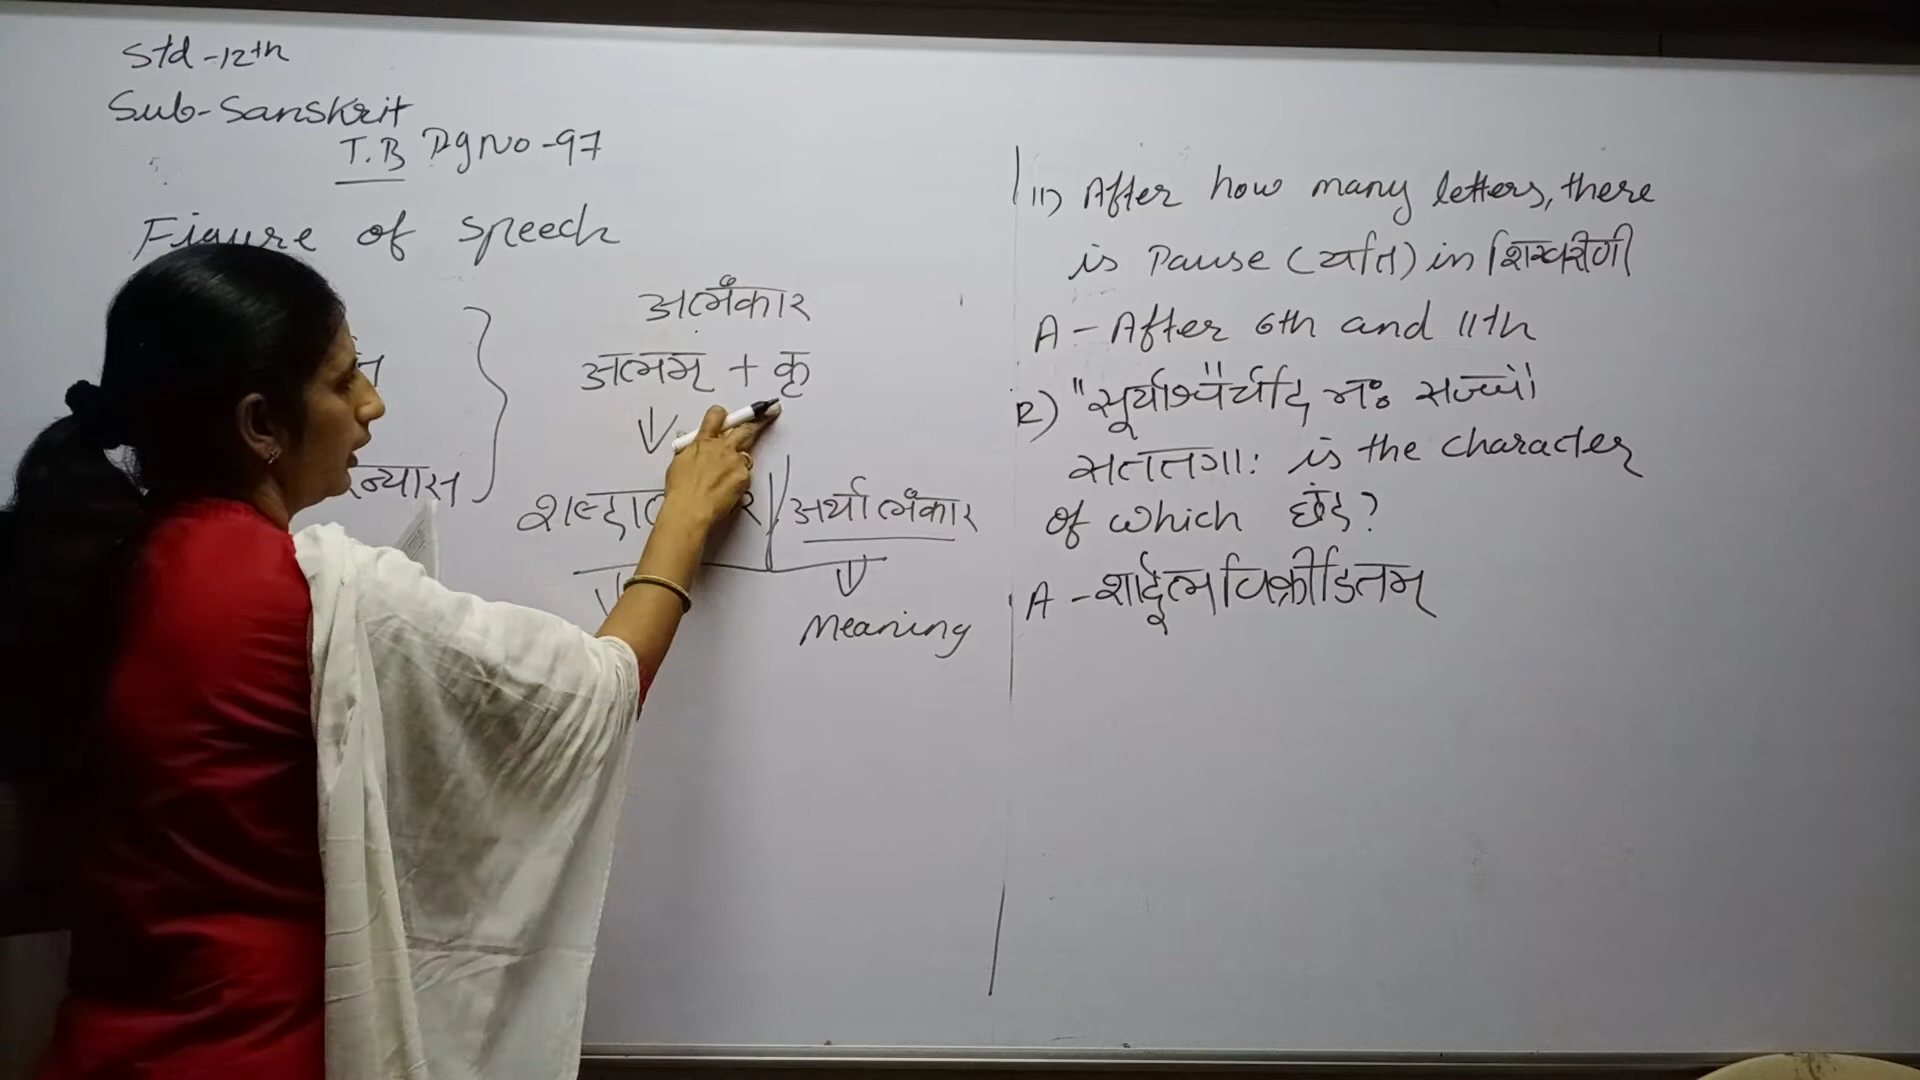 Std-12th
Sub-Sanskrit
T.B Pg No-97
Figure of speech
अलंकार
अलम् + कृ
अर्थालंकार
Meaning
11) After how many letters, there
is Pause (यति) in शिखरीणी
A - After 6th and 11th
12) "सूर्याश्वैर्यदि मः सज्जो
सततगाः is the character
of which छंद?
A - शार्दूलविक्रीडितम्